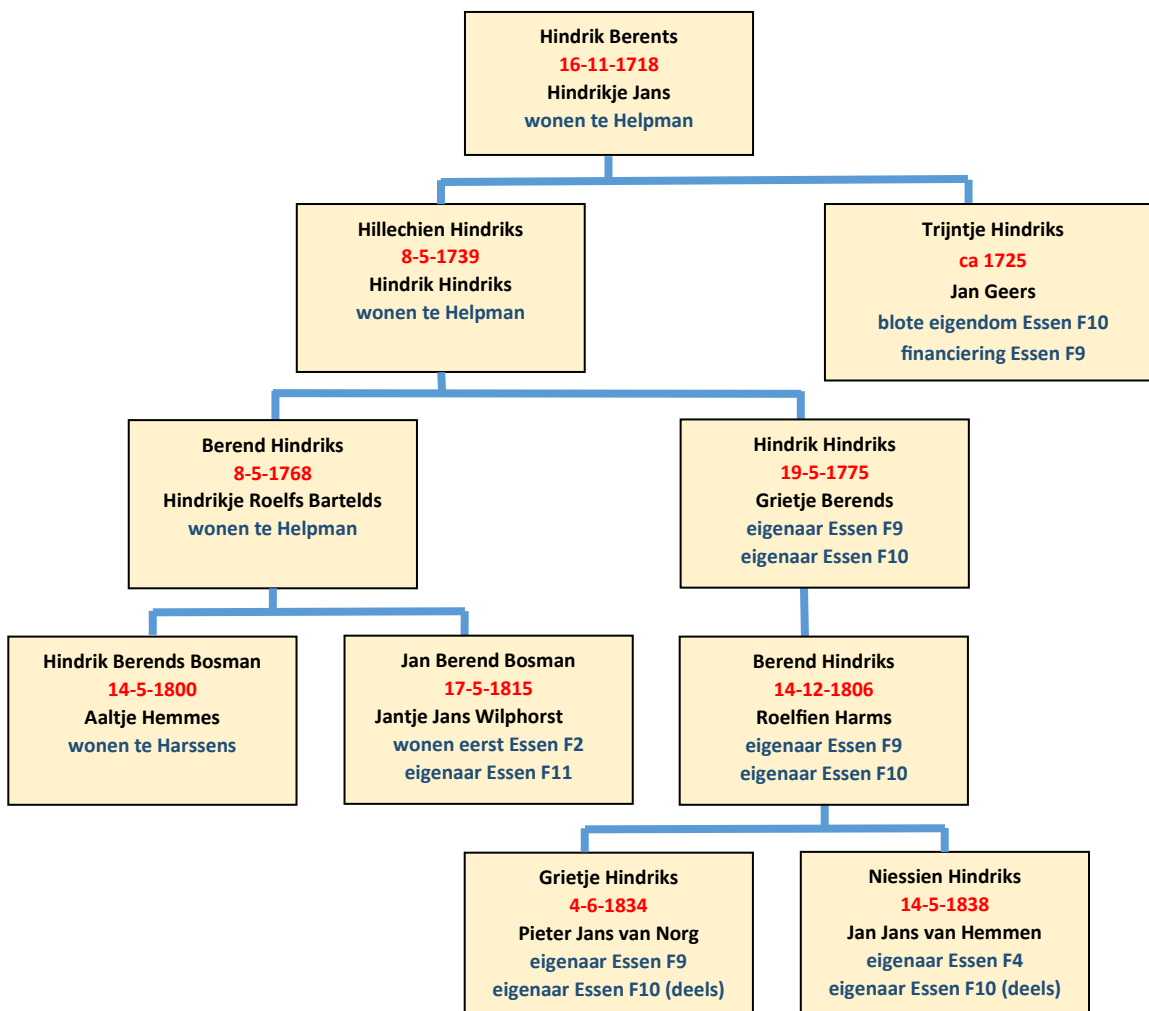 Hindrik Berents
16-11-1718
Hindrikje Jans
wonen te Helpman
Hillechien Hindriks
8-5-1739
Hindrik Hindriks
wonen te Helpman
Trijntje Hindriks
ca 1725
Jan Geers
blote eigendom Essen F10
financiering Essen F9
Berend Hindriks
8-5-1768
Hindrikje Roelfs Bartelds
wonen te Helpman
Hindrik Hindriks
19-5-1775
Grietje Berends
eigenaar Essen F9
eigenaar Essen F10
Hindrik Berends Bosman
14-5-1800
Aaltje Hemmes
wonen te Harssens
Jan Berend Bosman
17-5-1815
Jantje Jans Wilphorst
wonen eerst Essen F2
eigenaar Essen F11
Berend Hindriks
14-12-1806
Roelfien Harms
eigenaar Essen F9
eigenaar Essen F10
Grietje Hindriks
4-6-1834
Pieter Jans van Norg
eigenaar Essen F9
eigenaar Essen F10 (deels)
Niessien Hindriks
14-5-1838
Jan Jans van Hemmen
eigenaar Essen F4
eigenaar Essen F10 (deels)